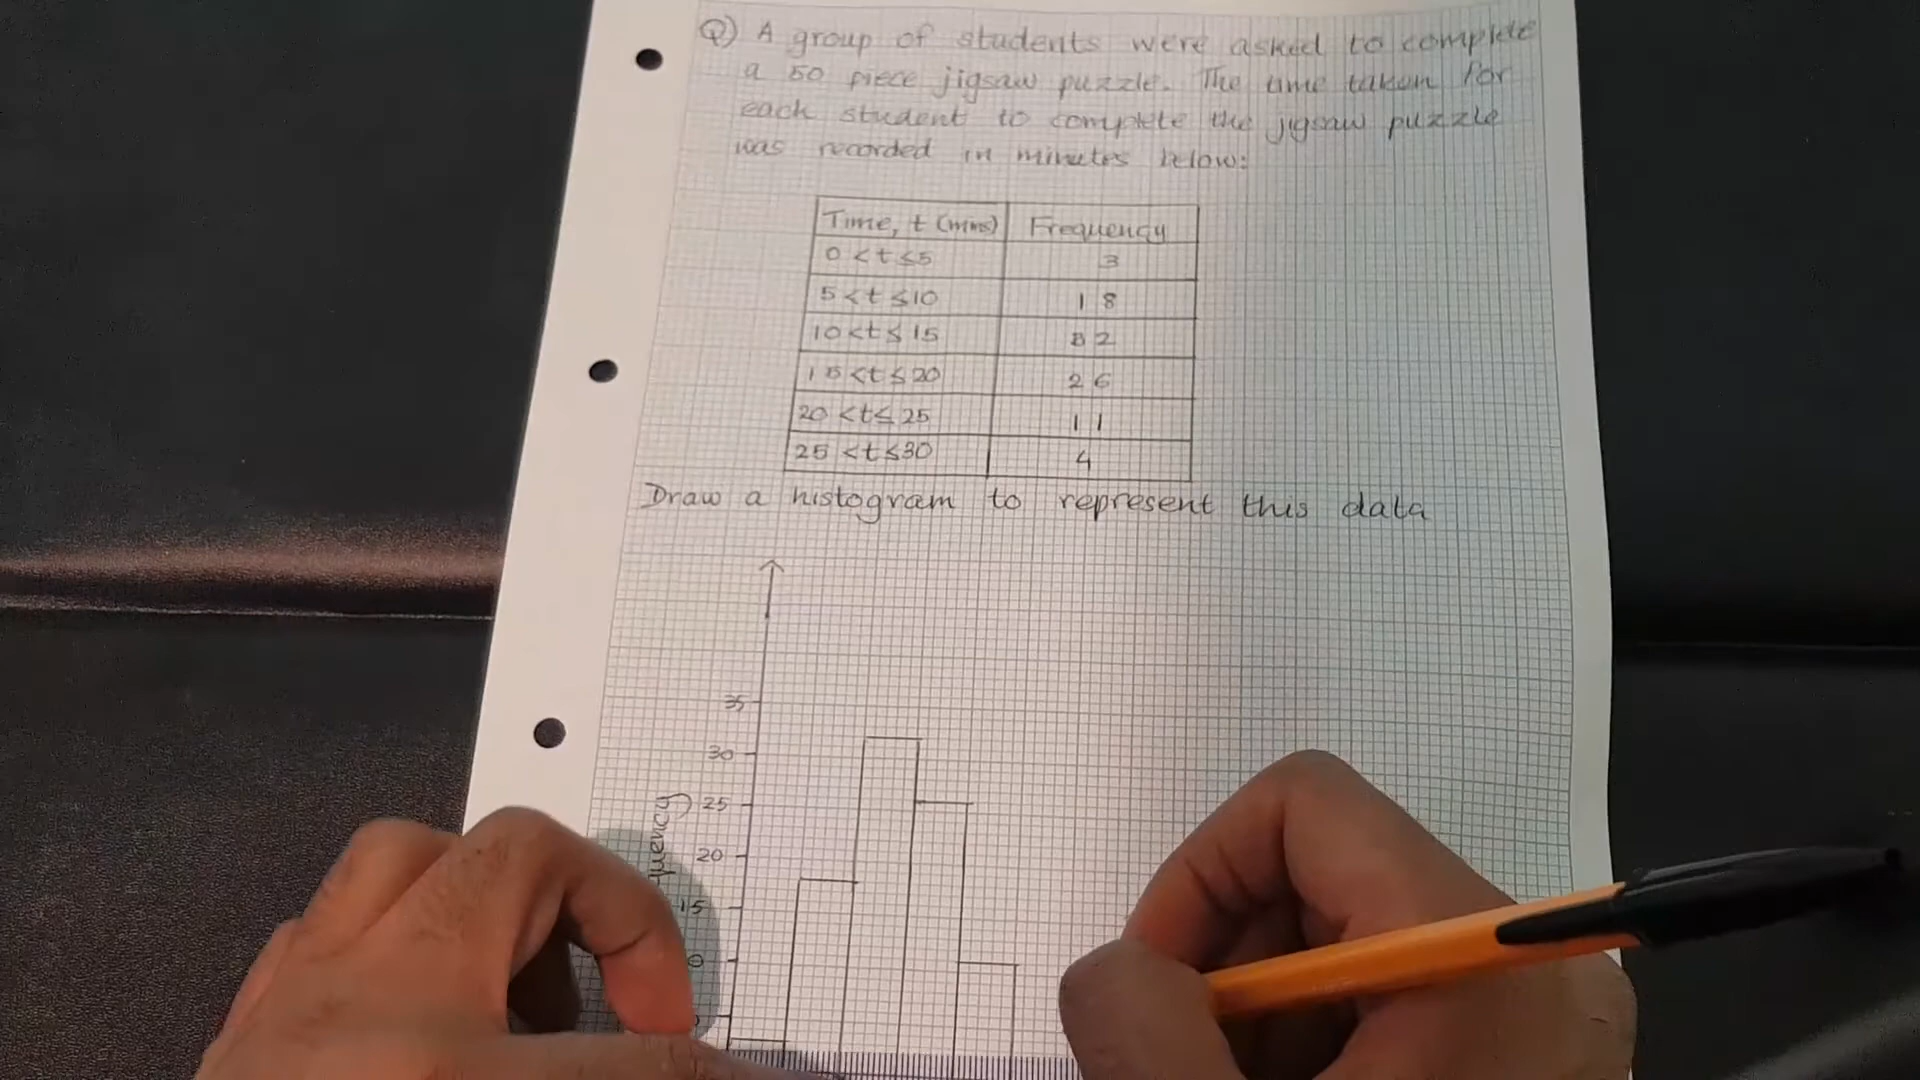 Q) A group of students were asked to complete
a 50 piece jigsaw puzzle. The time taken for
each student to complete the jigsaw puzzle
was recorded in minutes below:
Time, t (mins) Frequency
0 < t ≤ 5 3
5 < t ≤ 10 18
10 < t ≤ 15 32
15 < t ≤ 20 26
20 < t ≤ 25 11
25 < t ≤ 30 4
Draw a histogram to represent this data
35
30
25
20
15